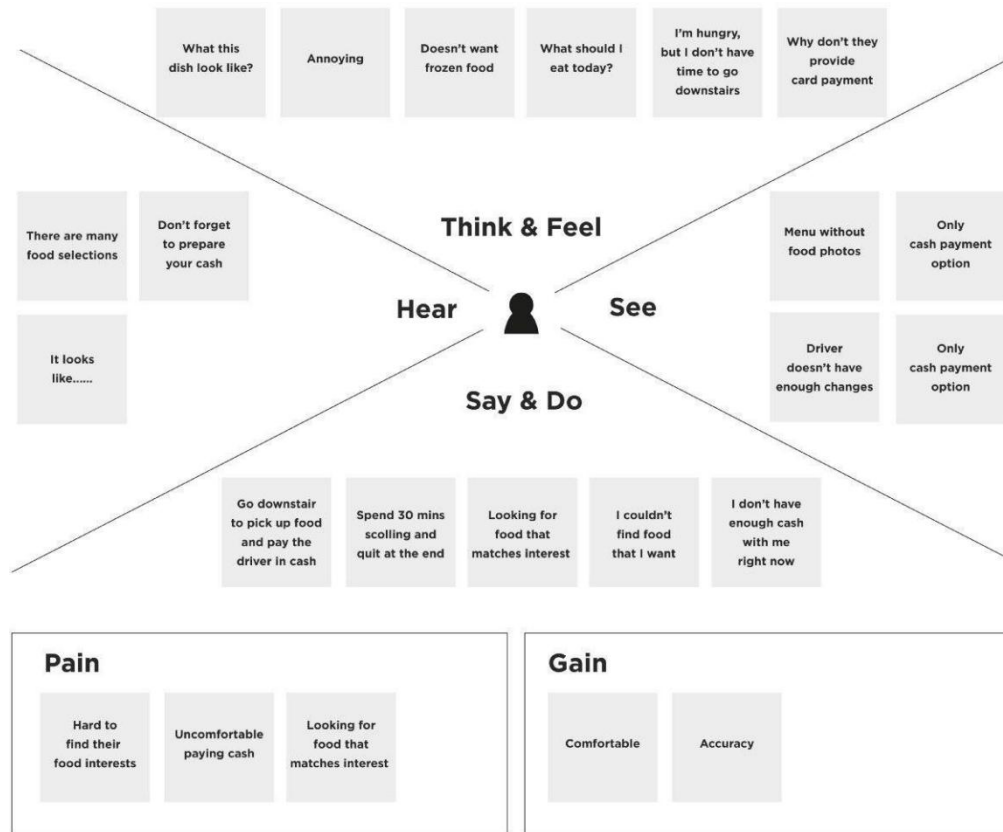 What this
dish look like?
Annoying
Doesn't want
frozen food
What should I
eat today?
I'm hungry,
but I don't have
time to go
downstairs
Why don't they
provide
card payment
Think & Feel
There are many
food selections
Don't forget
to prepare
your cash
It looks
like......
Hear
See
Menu without
food photos
Only
cash payment
option
Driver
doesn't have
enough changes
Only
cash payment
option
Say & Do
Go downstair
to pick up food
and pay the
driver in cash
Spend 30 mins
scolling and
quit at the end
Looking for
food that
matches interest
I couldn't
find food
that I want
I don't have
enough cash
with me
right now
Pain
Hard to
find their
food interests
Uncomfortable
paying cash
Looking for
food that
matches interest
Gain
Comfortable
Accuracy